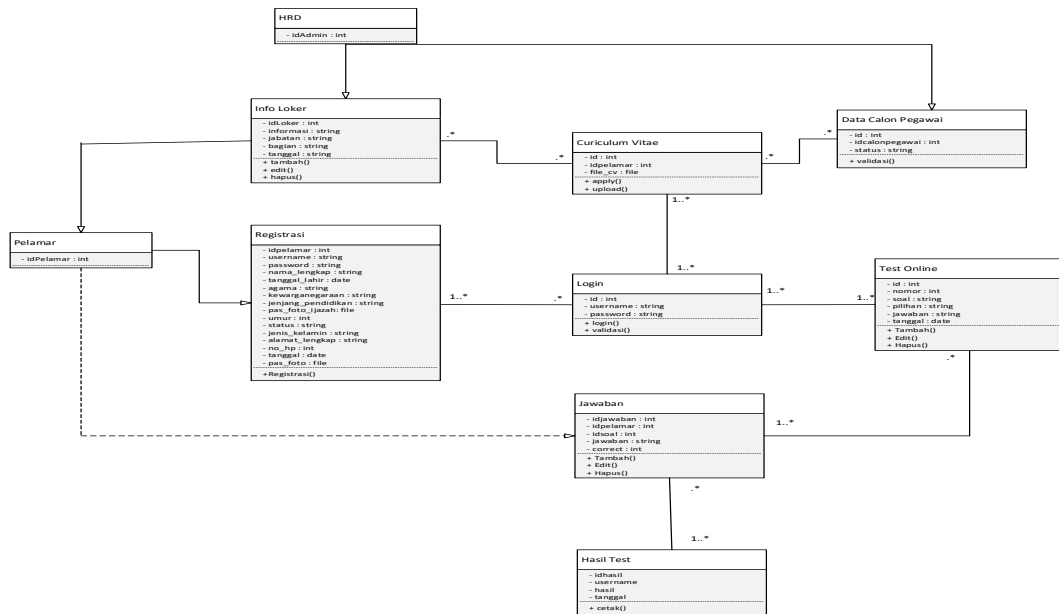 HRD
- idAdmin : int
Info Loker
- idLoker : int
- informasi : string
- jabatan : string
- bagian : string
- tanggal : string
+ tambah()
+ edit()
+ hapus()
.*
.*
Curiculum Vitae
- id : int
- idpelamar : int
- file_cv : file
+ apply()
+ upload()
.*
.*
Data Calon Pegawai
- id : int
- idcalonpegawai : int
- status : string
+ validasi()
1..*
1..*
Pelamar
- idPelamar : int
Registrasi
- idpelamar : int
- username : string
- password : string
- nama_lengkap : string
- tanggal_lahir : date
- agama : string
- kewarganegaraan : string
- jenjang_pendidikan : string
- pas_foto_ijazah: file
- umur : int
- status : string
- jenis_kelamin : string
- alamat_lengkap : string
- no_hp : int
- tanggal : date
- pas_foto : file
+Registrasi()
1..*
.*
Login
- id : int
- username : string
- password : string
+ login()
+ validasi()
1..*
1..*
Test Online
- id : int
- nomor : int
- soal : string
- pilihan : string
- jawaban : string
- tanggal : date
+ Tambah()
+ Edit()
+ Hapus()
.*
1..*
Jawaban
- idjawaban : int
- idpelamar : int
- idsoal : int
- jawaban : string
- correct : int
+ Tambah()
+ Edit()
+ Hapus()
.*
1..*
Hasil Test
- idhasil
- username
- hasil
- tanggal
+ cetak()